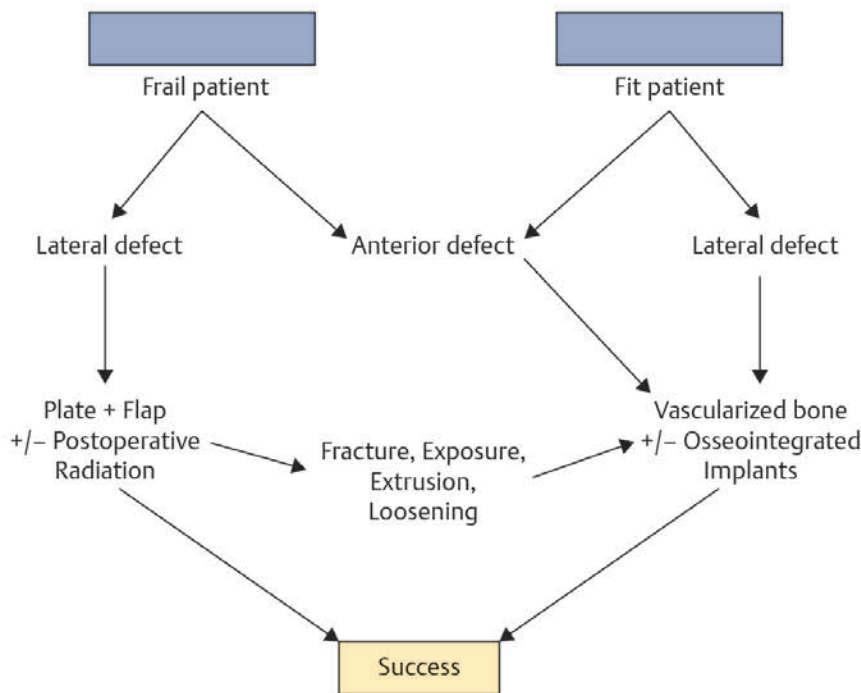 Frail patient
Fit patient
Lateral defect
Anterior defect
Lateral defect
Plate + Flap
+/− Postoperative
Radiation
Fracture, Exposure,
Extrusion,
Loosening
Vascularized bone
+/− Osseointegrated
Implants
Success